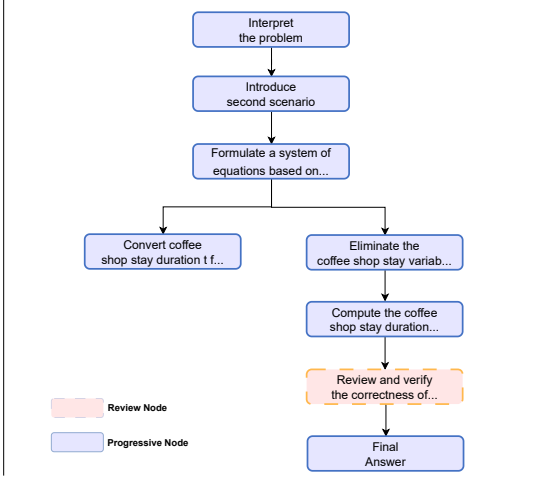 Interpret
the problem
Introduce
second scenario
Formulate a system of
equations based on...
Convert coffee
shop stay duration t f...
Eliminate the
coffee shop stay variab...
Compute the coffee
shop stay duration...
Review and verify
the correctness of...
Final
Answer
Review Node
Progressive Node